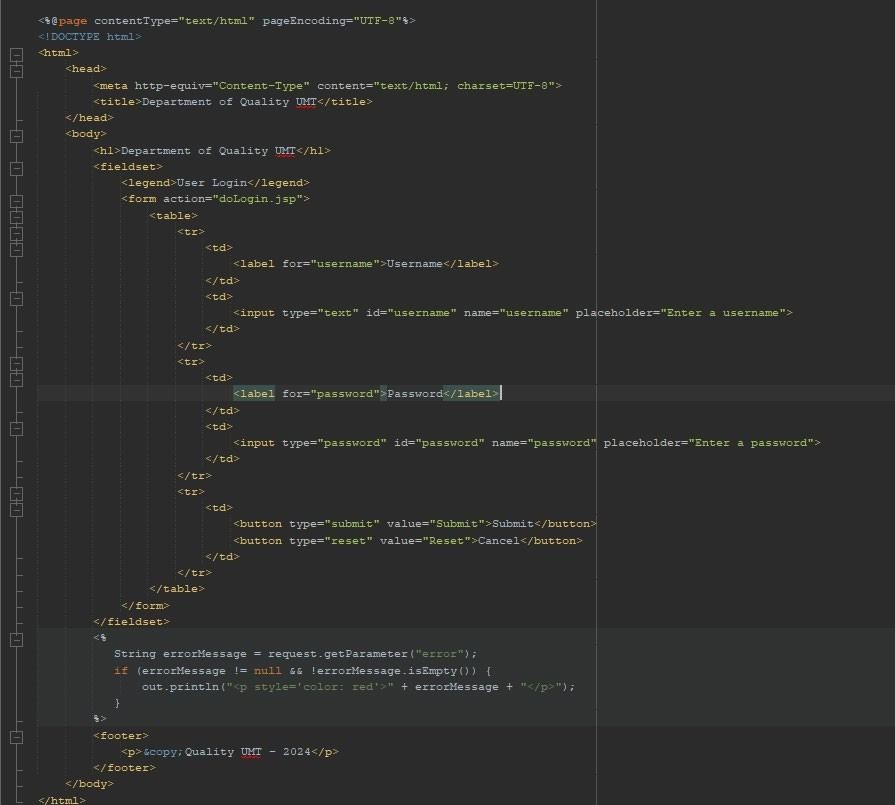 <%@page contentType="text/html" pageEncoding="UTF-8"%>
<!DOCTYPE html>
<html>
<head>
<meta http-equiv="Content-Type" content="text/html; charset=UTF-8">
<title>Department of Quality UMT</title>
</head>
<body>
<h1>Department of Quality UMT</h1>
<fieldset>
<legend>User Login</legend>
<form action="doLogin.jsp">
<table>
<tr>
<td>
<label for="username">Username</label>
</td>
<td>
<input type="text" id="username" name="username" placeholder="Enter a username">
</td>
</tr>
<tr>
<td>
<label for="password">Password</label>
</td>
<td>
<input type="password" id="password" name="password" placeholder="Enter a password">
</td>
</tr>
<tr>
<td>
<button type="submit" value="Submit">Submit</button>
<button type="reset" value="Reset">Cancel</button>
</td>
</tr>
</table>
</form>
</fieldset>
<%
String errorMessage = request.getParameter("error");
if (errorMessage != null && !errorMessage.isEmpty()) {
out.println("<p style='color: red'>" + errorMessage + "</p>");
}
%>
<footer>
<p>&copy;Quality UMT - 2024</p>
</footer>
</body>
</html>